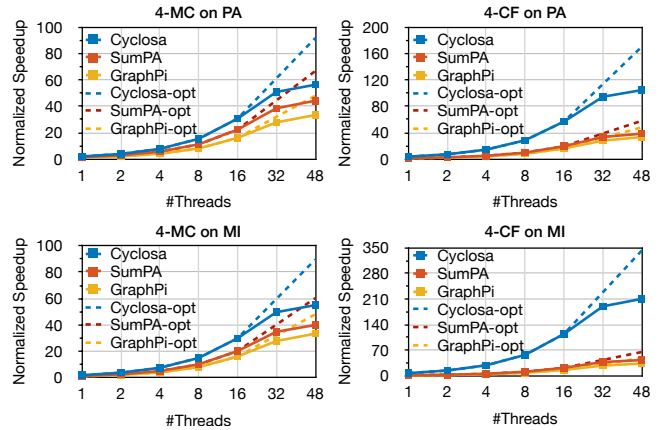 4-MC on PA
Normalized Speedup
100
80
60
40
20
0
Cyclosa
SumPA
GraphPi
Cyclosa-opt
SumPA-opt
GraphPi-opt
1 2 4 8 16 32 48
#Threads
4-CF on PA
Normalized Speedup
200
160
120
80
40
0
Cyclosa
SumPA
GraphPi
Cyclosa-opt
SumPA-opt
GraphPi-opt
1 2 4 8 16 32 48
#Threads
4-MC on MI
Normalized Speedup
100
80
60
40
20
0
Cyclosa
SumPA
GraphPi
Cyclosa-opt
SumPA-opt
GraphPi-opt
1 2 4 8 16 32 48
#Threads
4-CF on MI
Normalized Speedup
350
280
210
140
70
0
Cyclosa
SumPA
GraphPi
Cyclosa-opt
SumPA-opt
GraphPi-opt
1 2 4 8 16 32 48
#Threads